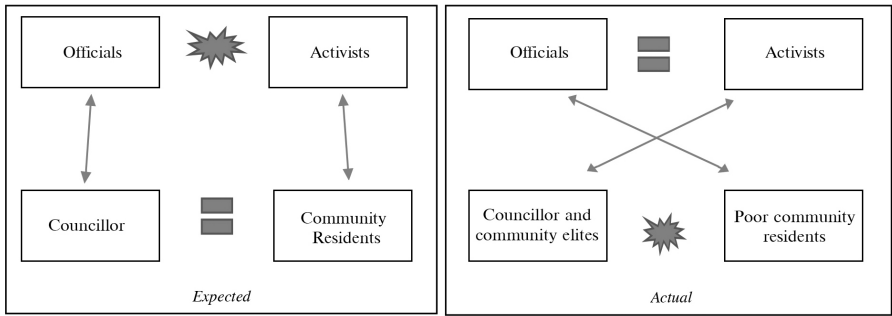 Officials
Activists
Councillor
Community
Residents
Expected
Officials
Activists
Councillor and
community elites
Poor community
residents
Actual